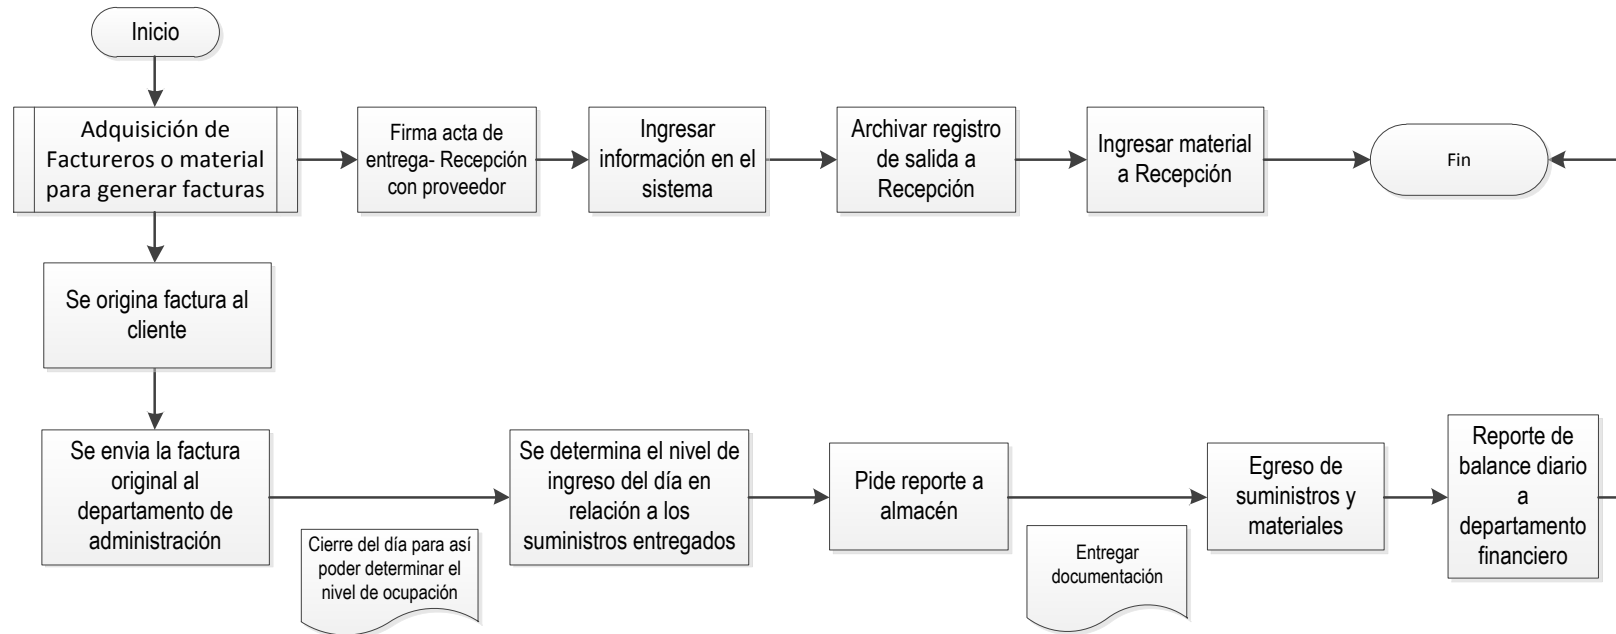 Inicio
Adquisición de
Factureros o material
para generar facturas
Firma acta de
entrega- Recepción
con proveedor
Ingresar
información en el
sistema
Archivar registro
de salida a
Recepción
Ingresar material
a Recepción
Fin
Se origina factura al
cliente
Se envia la factura
original al
departamento de
administración
Cierre del día para así
poder determinar el
nivel de ocupación
Se determina el nivel de
ingreso del día en
relación a los
suministros entregados
Pide reporte a
almacén
Entregar
documentación
Egreso de
suministros y
materiales
Reporte de
balance diario
a
departamento
financiero